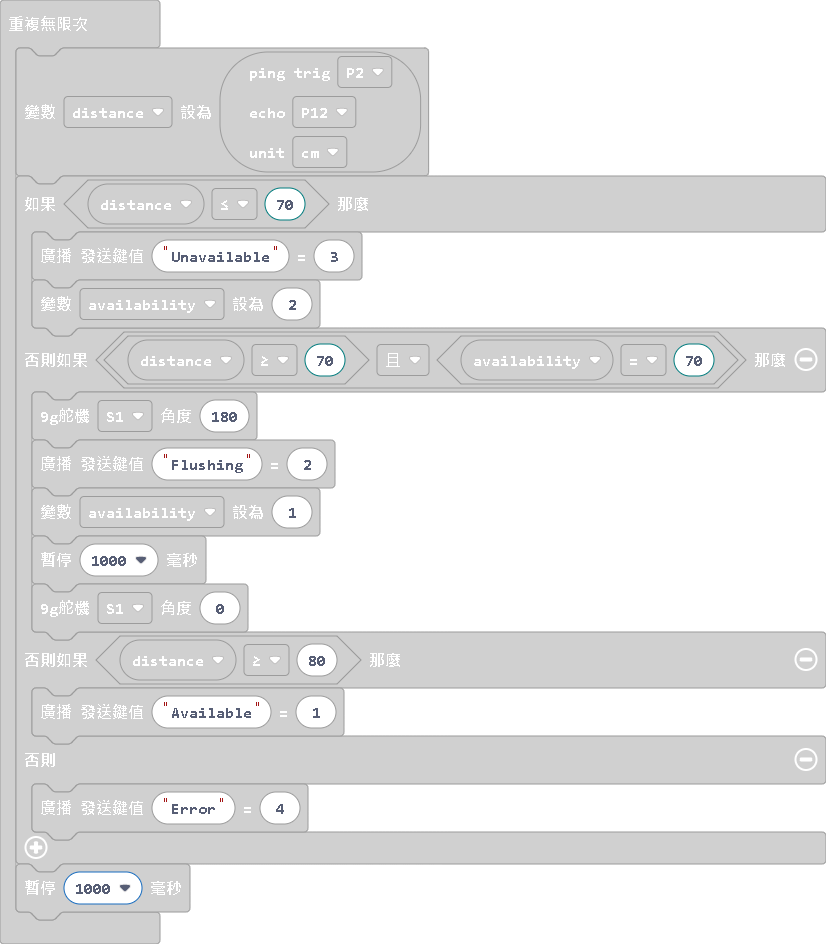 重複無限次
ping trig P2
變數 distance 設為 echo P12
unit cm
如果 distance ≤ 70 那麼
廣播 發送鍵值 "Unavailable" = 3
變數 availability 設為 2
否則如果 distance ≥ 70 且 availability = 70 那麼
9g舵機 S1 角度 180
廣播 發送鍵值 "Flushing" = 2
變數 availability 設為 1
暫停 1000 毫秒
9g舵機 S1 角度 0
否則如果 distance ≥ 80 那麼
廣播 發送鍵值 "Available" = 1
否則
廣播 發送鍵值 "Error" = 4
暫停 1000 毫秒